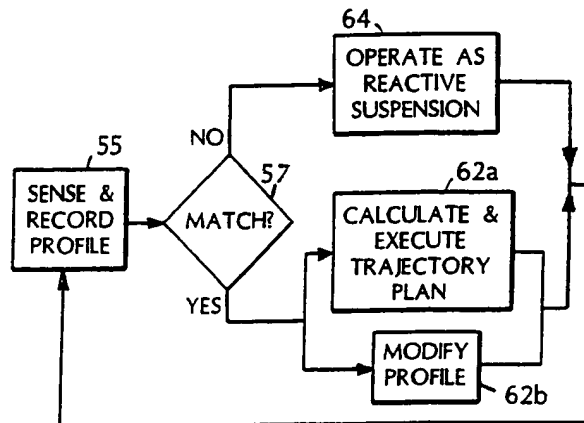 64
OPERATE AS
REACTIVE
SUSPENSION
NO
55
SENSE &
RECORD
PROFILE
57
MATCH?
YES
62a
CALCULATE &
EXECUTE
TRAJECTORY
PLAN
MODIFY
PROFILE
62b